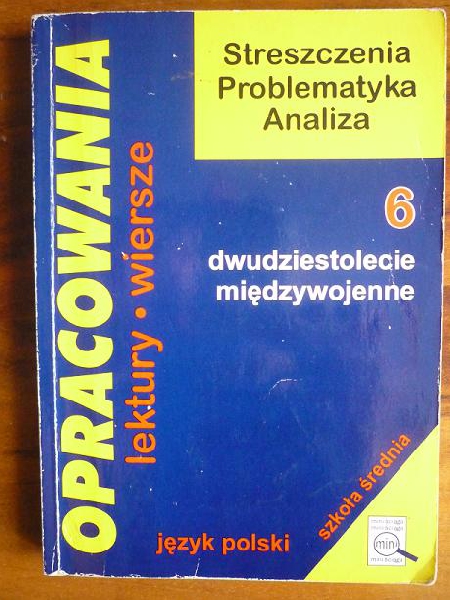 Streszczenia
Problematyka
Analiza
OPRACOWANIA
lektury • wiersze
6
dwudziestolecie
międzywojenne
szkoła średnia
język polski
mini